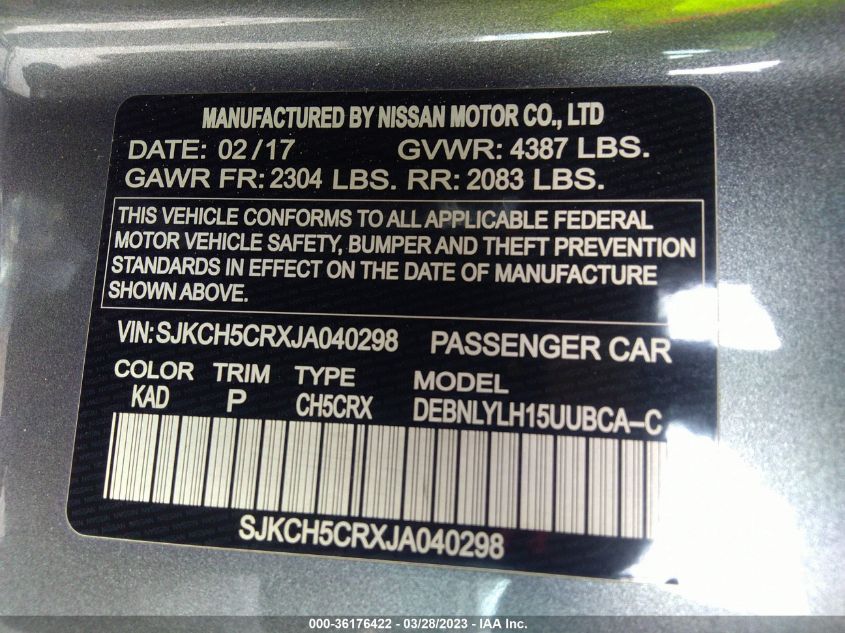 MANUFACTURED BY NISSAN MOTOR CO., LTD
DATE: 02/17 GVWR: 4387 LBS.
GAWR FR: 2304 LBS. RR: 2083 LBS.
THIS VEHICLE CONFORMS TO ALL APPLICABLE FEDERAL
MOTOR VEHICLE SAFETY, BUMPER AND THEFT PREVENTION
STANDARDS IN EFFECT ON THE DATE OF MANUFACTURE
SHOWN ABOVE.
VIN: SJKCH5CRXJA040298 PASSENGER CAR
COLOR TRIM TYPE MODEL
KAD P CH5CRX DEBNLYLH15UUBCA-C
SJKCH5CRXJA040298
000-36176422 / 03/28/2023 - IAA Inc.